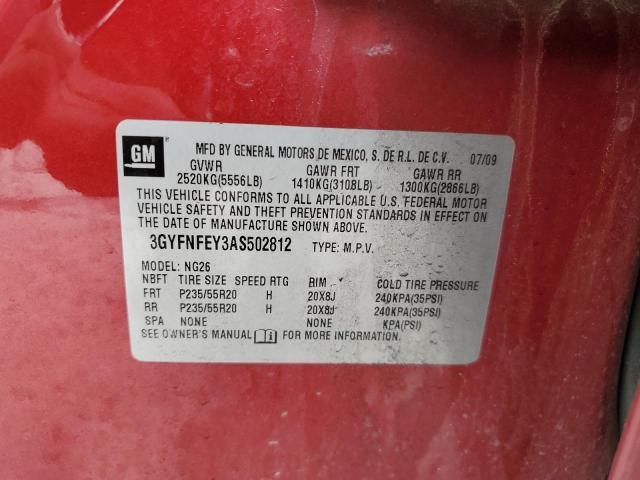 GM
MFD BY GENERAL MOTORS DE MEXICO, S. DE R.L. DE C.V. 07/09
GVWR GAWR FRT GAWR RR
2520KG(5556LB) 1410KG(3108LB) 1300KG(2866LB)
THIS VEHICLE CONFORMS TO ALL APPLICABLE U.S. FEDERAL MOTOR
VEHICLE SAFETY AND THEFT PREVENTION STANDARDS IN EFFECT ON
THE DATE OF MANUFACTURE SHOWN ABOVE.
3GYFNFEY3AS502812 TYPE: M.P.V.
MODEL: NG26
NBFT TIRE SIZE SPEED RTG RIM COLD TIRE PRESSURE
FRT P235/55R20 H 20X8J 240KPA(35PSI)
RR P235/55R20 H 20X8J 240KPA(35PSI)
SPA NONE NONE KPA(PSI)
SEE OWNER'S MANUAL FOR MORE INFORMATION.